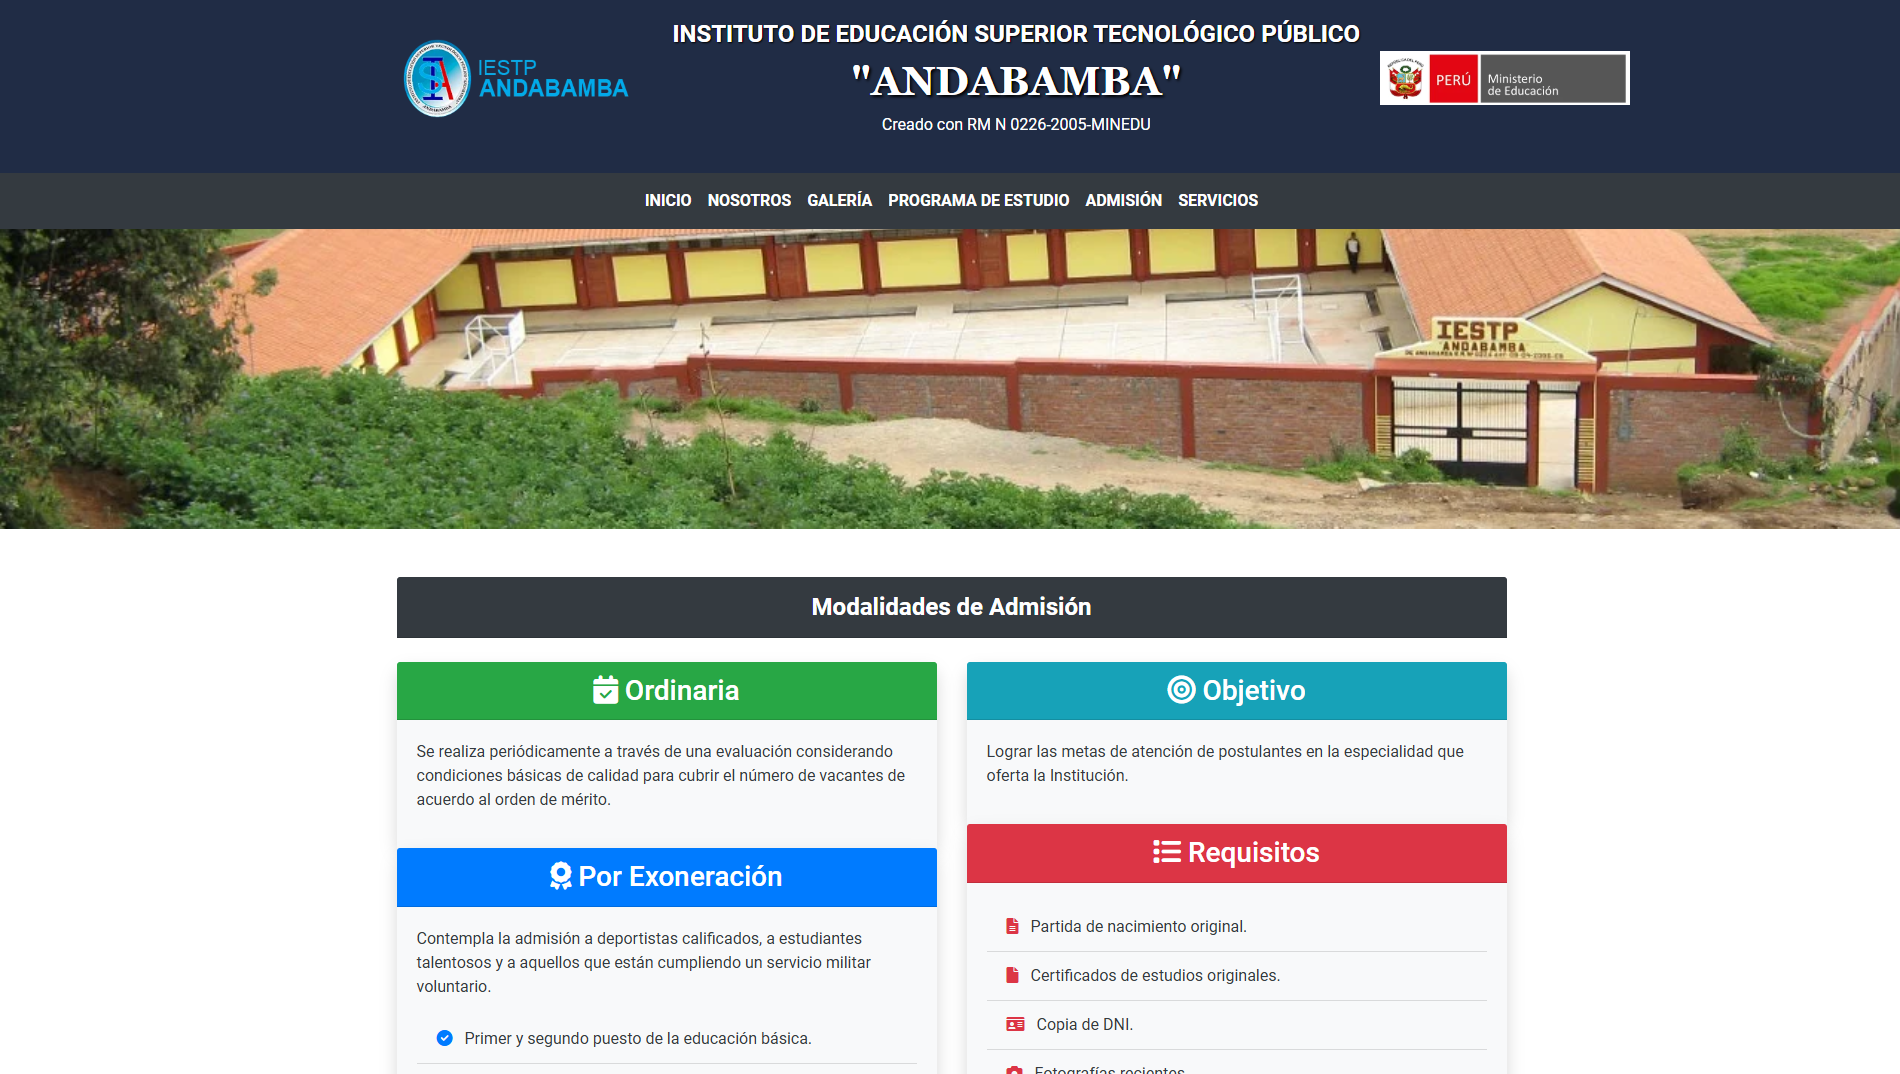 INSTITUTO DE EDUCACIÓN SUPERIOR TECNOLÓGICO PÚBLICO
IESTP
ANDABAMBA
"ANDABAMBA"
Creado con RM N 0226-2005-MINEDU
PERÚ
Ministerio
de Educación
INICIO NOSOTROS GALERÍA PROGRAMA DE ESTUDIO ADMISIÓN SERVICIOS
IESTP
ANDABAMBA
Modalidades de Admisión
Ordinaria
Se realiza periódicamente a través de una evaluación considerando
condiciones básicas de calidad para cubrir el número de vacantes de
acuerdo al orden de mérito.
Por Exoneración
Contempla la admisión a deportistas calificados, a estudiantes
talentosos y a aquellos que están cumpliendo un servicio militar
voluntario.
Primer y segundo puesto de la educación básica.
Objetivo
Lograr las metas de atención de postulantes en la especialidad que
oferta la Institución.
Requisitos
Partida de nacimiento original.
Certificados de estudios originales.
Copia de DNI.
Fotografías recientes